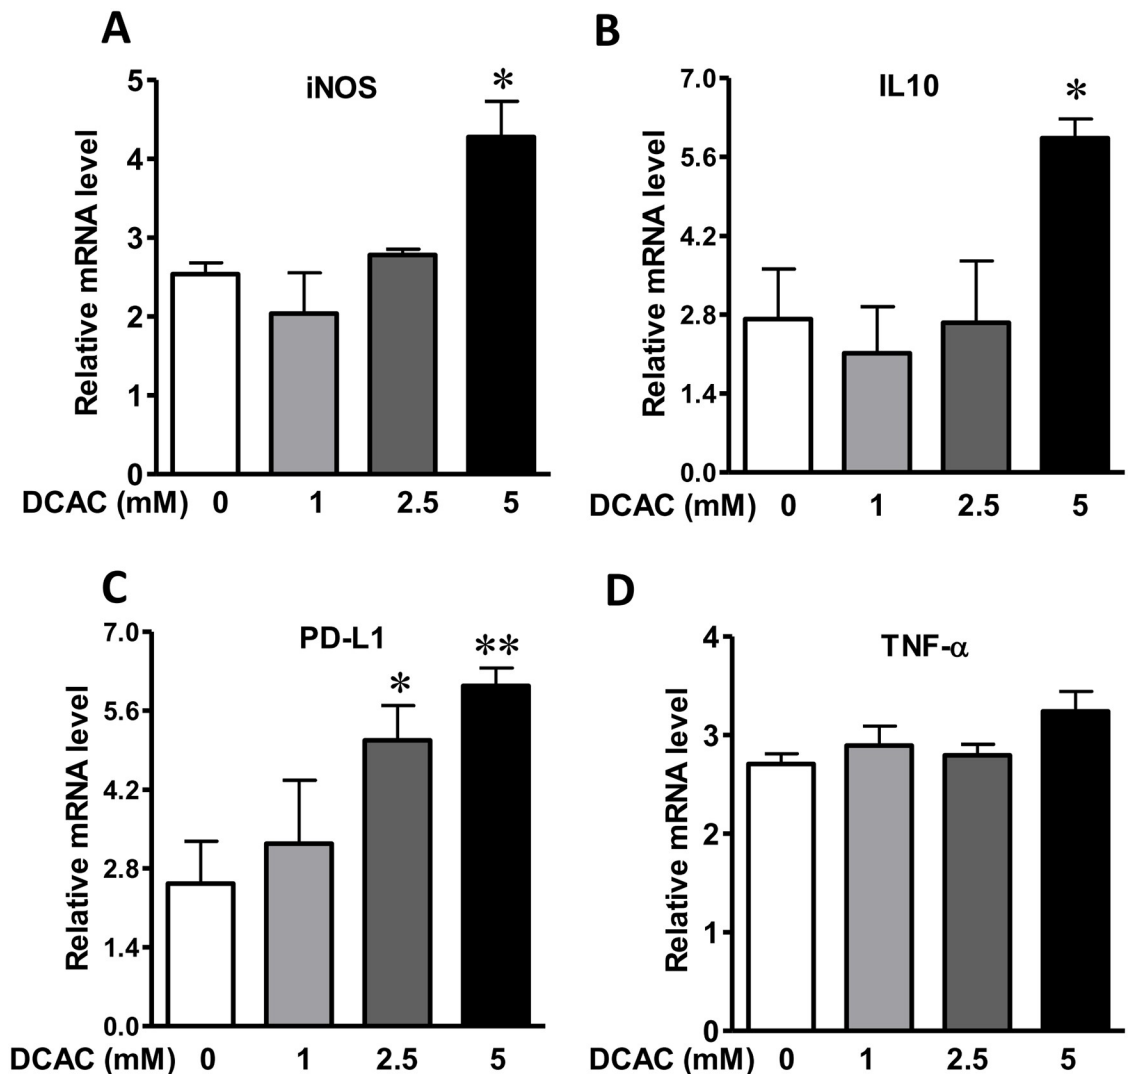 A
iNOS
*
Relative mRNA level
5
4
3
2
1
0
DCAC (mM) 0 1 2.5 5
B
IL10
*
Relative mRNA level
7.0
5.6
4.2
2.8
1.4
0.0
DCAC (mM) 0 1 2.5 5
C
PD-L1
* **
Relative mRNA level
7.0
5.6
4.2
2.8
1.4
0.0
DCAC (mM) 0 1 2.5 5
D
TNF-α
Relative mRNA level
4
3
2
1
0
DCAC (mM) 0 1 2.5 5